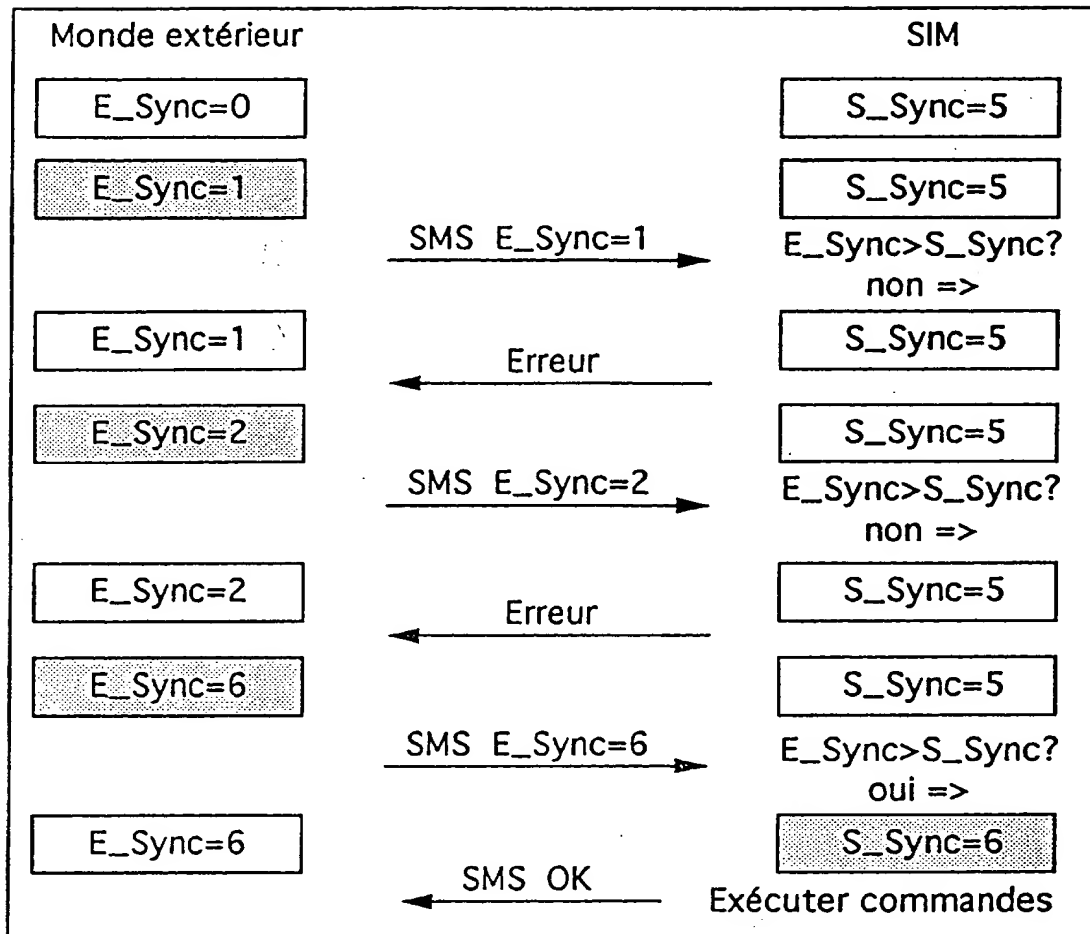 Monde extérieur SIM
E_Sync=0 S_Sync=5
E_Sync=1 S_Sync=5
SMS E_Sync=1 E_Sync>S_Sync?
non =>
E_Sync=1 S_Sync=5
Erreur
E_Sync=2 S_Sync=5
SMS E_Sync=2 E_Sync>S_Sync?
non =>
E_Sync=2 S_Sync=5
Erreur
E_Sync=6 S_Sync=5
SMS E_Sync=6 E_Sync>S_Sync?
oui =>
E_Sync=6 S_Sync=6
SMS OK Exécuter commandes